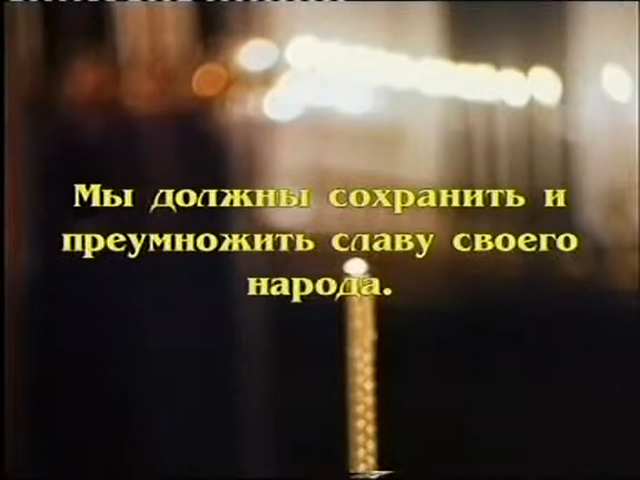 Мы должны сохранить и
преумножить славу своего
народа.